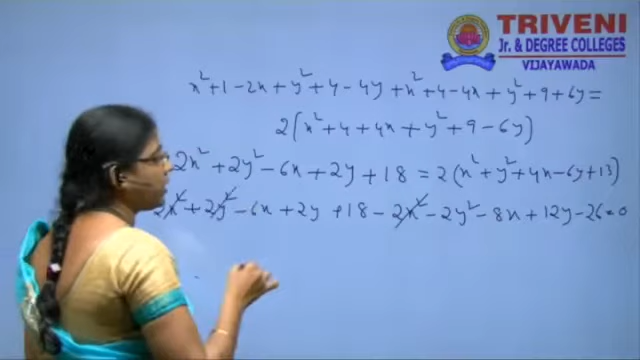 TRIVENI
Jr. & DEGREE COLLEGES
VIJAYAWADA
x² + 1 - 2x + y² + 4 - 4y + x² + 4 - 4x + y² + 9 + 6y =
2(x² + 4 + 4x + y² + 9 - 6y)
2x² + 2y² - 6x + 2y + 18 = 2(x² + y² + 4x - 6y + 13)
2x² + 2y² - 6x + 2y + 18 - 2x² - 2y² - 8x + 12y - 26 = 0